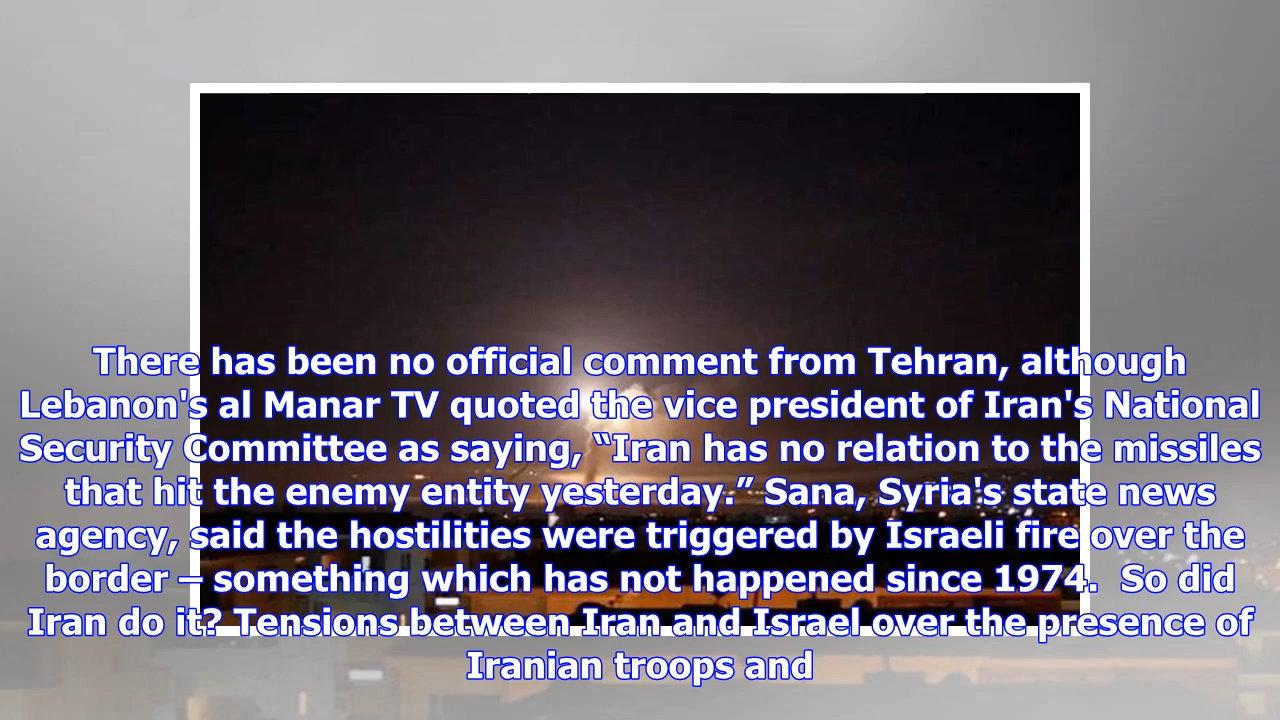 There has been no official comment from Tehran, although
Lebanon's al Manar TV quoted the vice president of Iran's National
Security Committee as saying, “Iran has no relation to the missiles
that hit the enemy entity yesterday.” Sana, Syria's state news
agency, said the hostilities were triggered by Israeli fire over the
border – something which has not happened since 1974.  So did
Iran do it? Tensions between Iran and Israel over the presence of
Iranian troops and